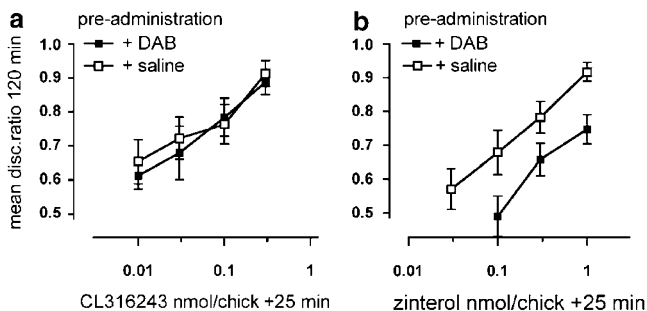 a
pre-administration
+ DAB
+ saline
mean disc.ratio 120 min
1.0
0.9
0.8
0.7
0.6
0.5
0.01
0.1
1
CL316243 nmol/chick +25 min
b
pre-administration
+ DAB
+ saline
1.0
0.9
0.8
0.7
0.6
0.5
0.01
0.1
1
zinterol nmol/chick +25 min